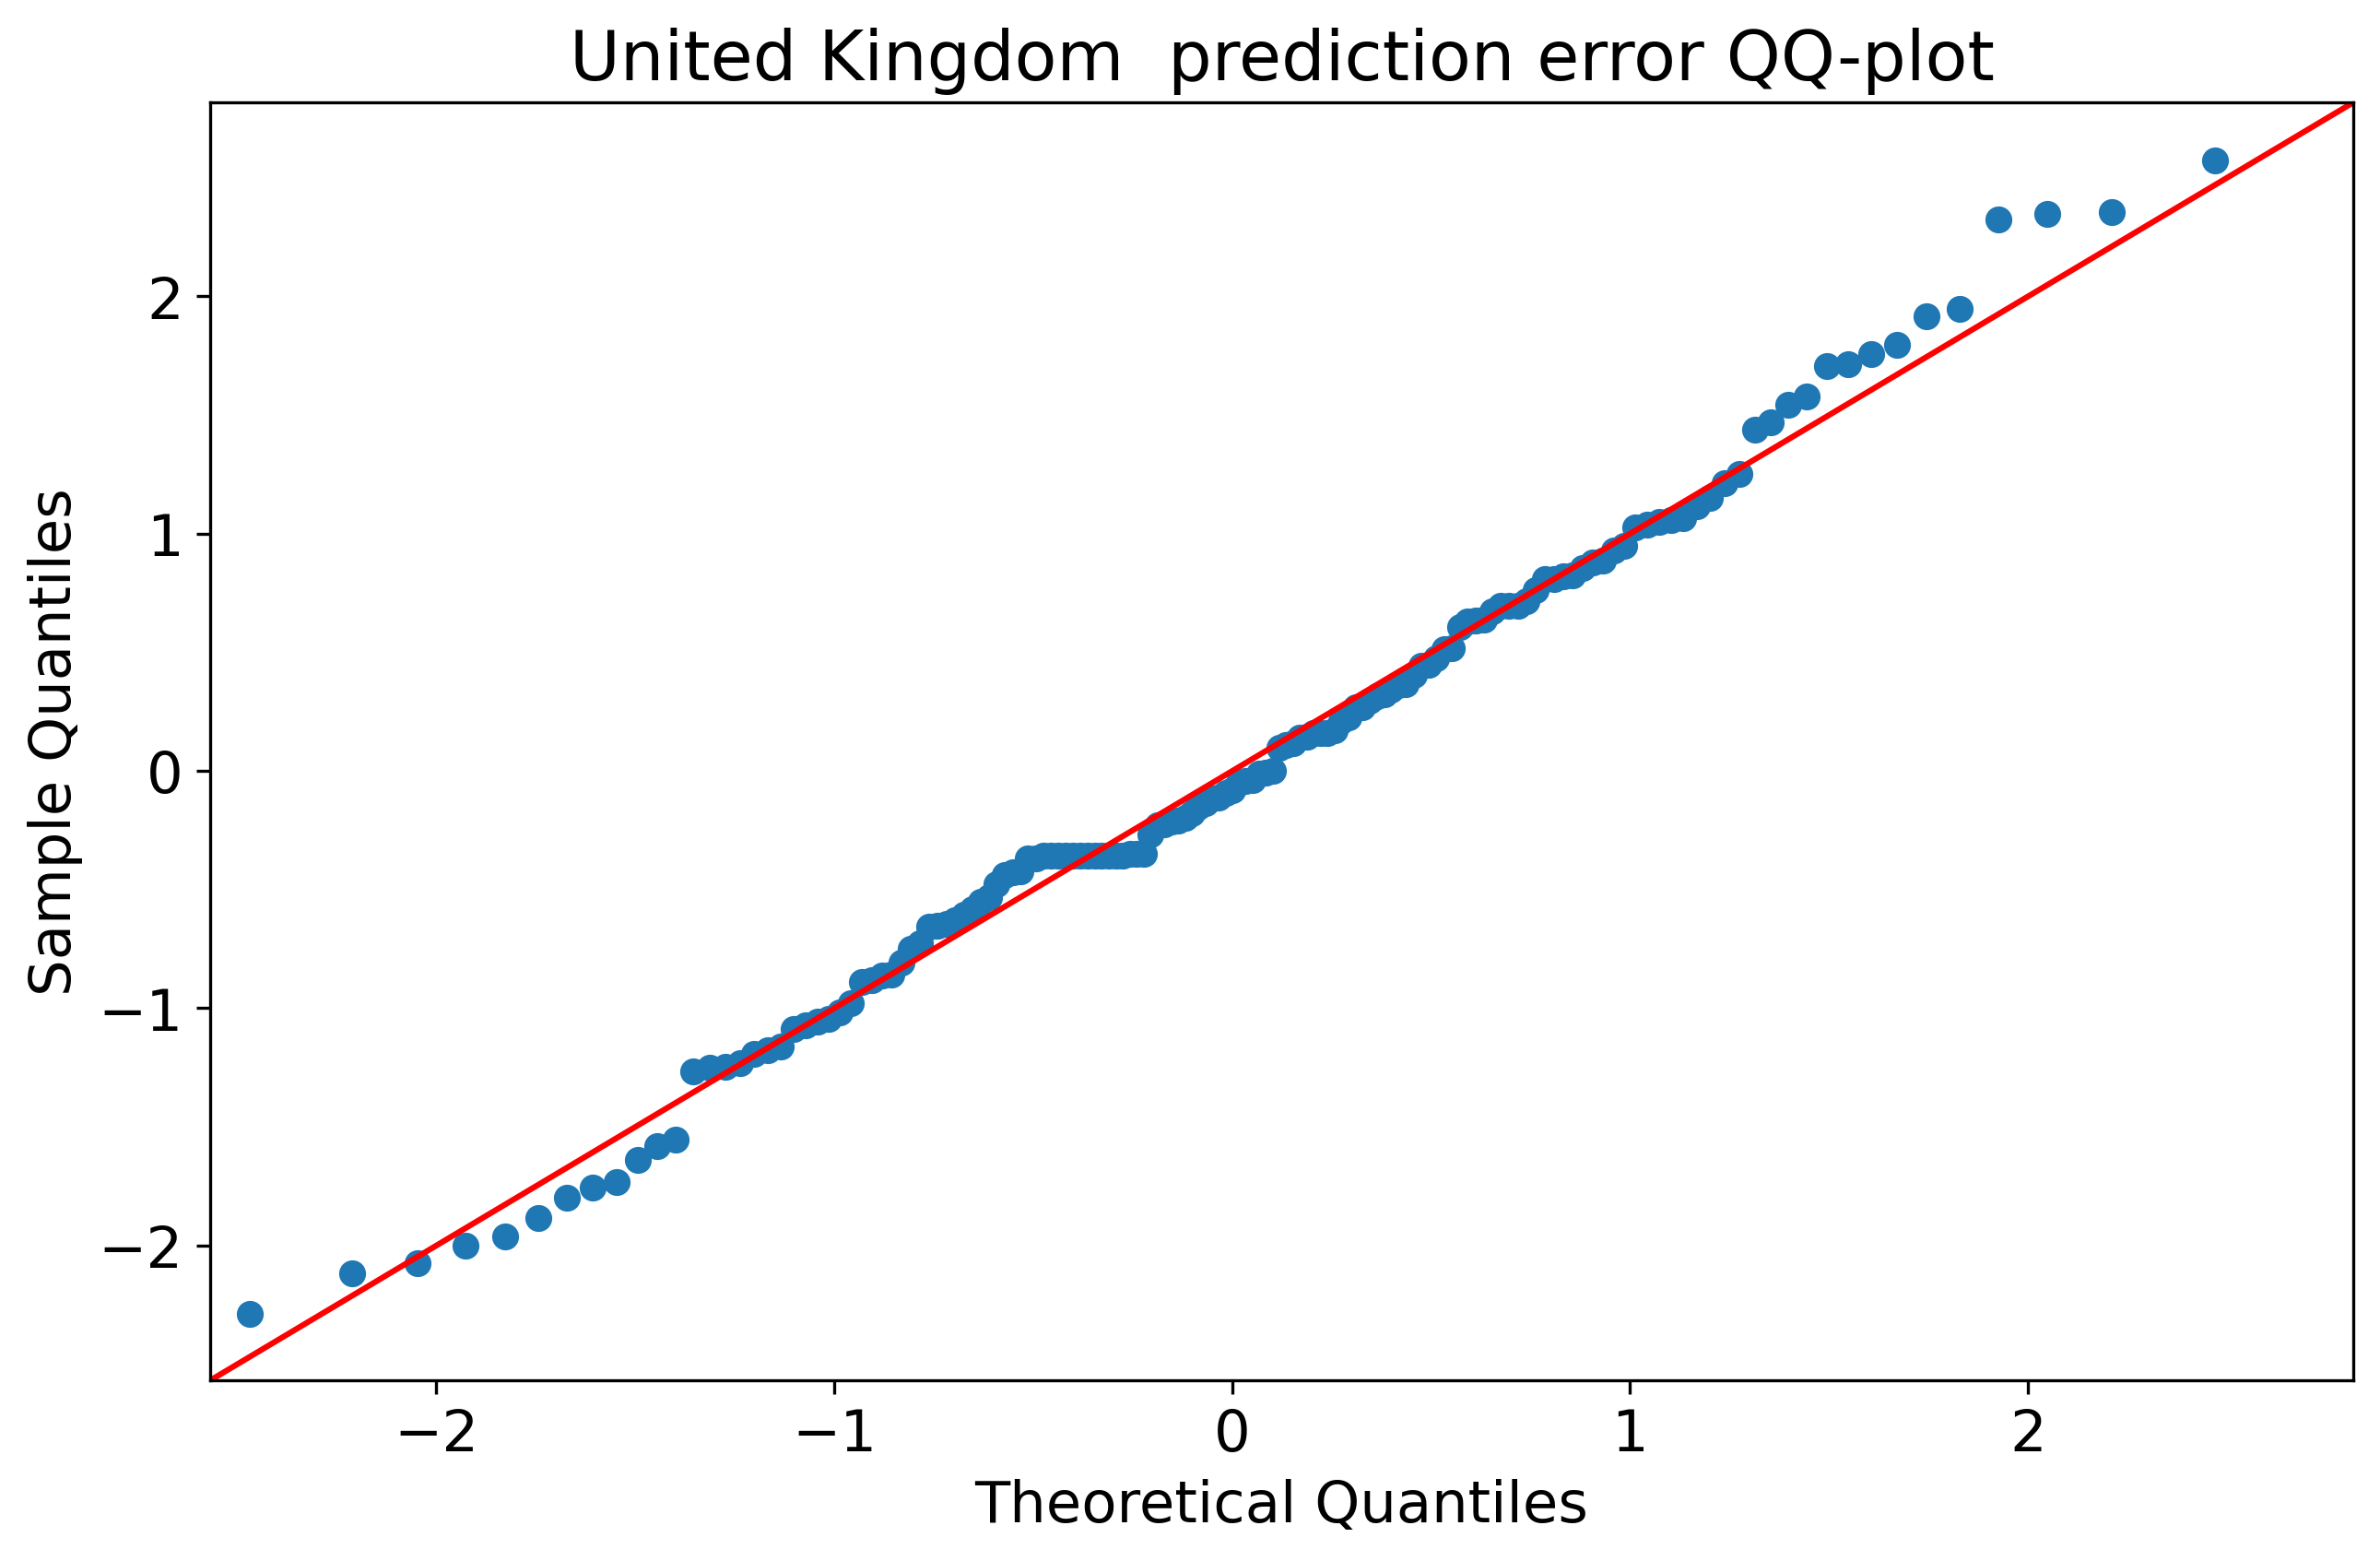 United Kingdom  prediction error QQ-plot
Sample Quantiles
2
1
0
−1
−2
−2 −1 0 1 2
Theoretical Quantiles